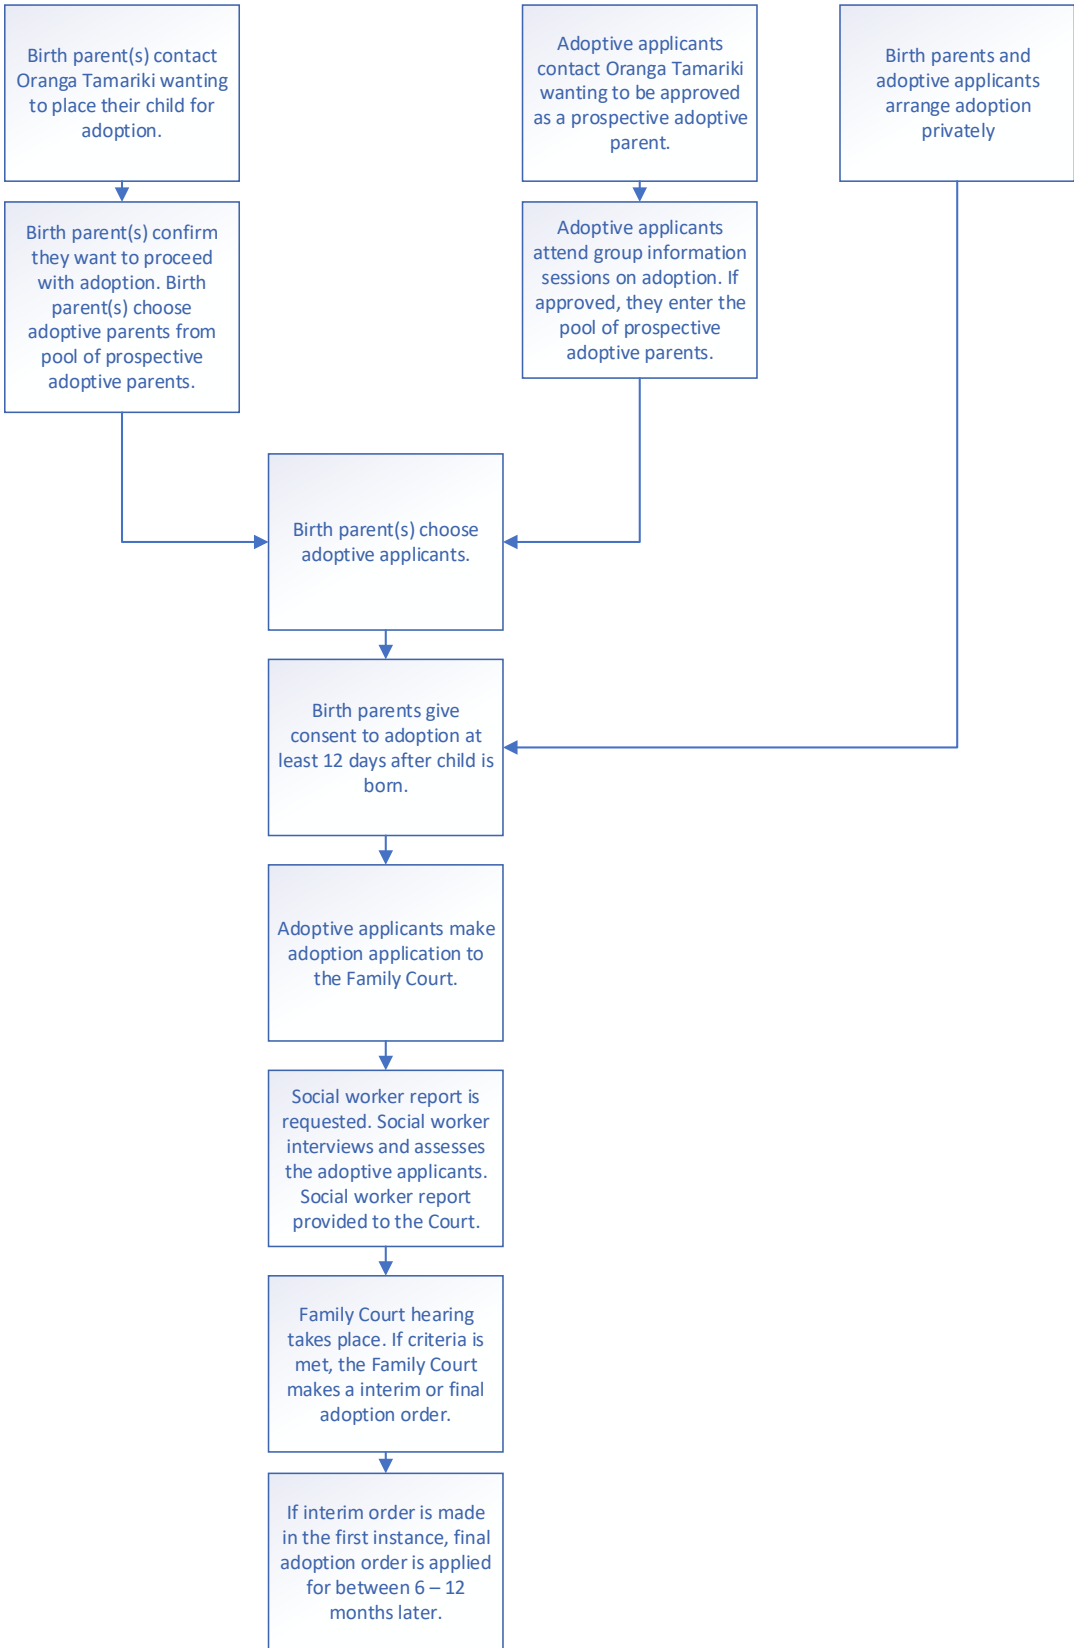 Birth parent(s) contact
Oranga Tamariki wanting
to place their child for
adoption.
Adoptive applicants
contact Oranga Tamariki
wanting to be approved
as a prospective adoptive
parent.
Birth parents and
adoptive applicants
arrange adoption
privately
Birth parent(s) confirm
they want to proceed
with adoption. Birth
parent(s) choose
adoptive parents from
pool of prospective
adoptive parents.
Adoptive applicants
attend group information
sessions on adoption. If
approved, they enter the
pool of prospective
adoptive parents.
Birth parent(s) choose
adoptive applicants.
Birth parents give
consent to adoption at
least 12 days after child is
born.
Adoptive applicants make
adoption application to
the Family Court.
Social worker report is
requested. Social worker
interviews and assesses
the adoptive applicants.
Social worker report
provided to the Court.
Family Court hearing
takes place. If criteria is
met, the Family Court
makes a interim or final
adoption order.
If interim order is made
in the first instance, final
adoption order is applied
for between 6 – 12
months later.